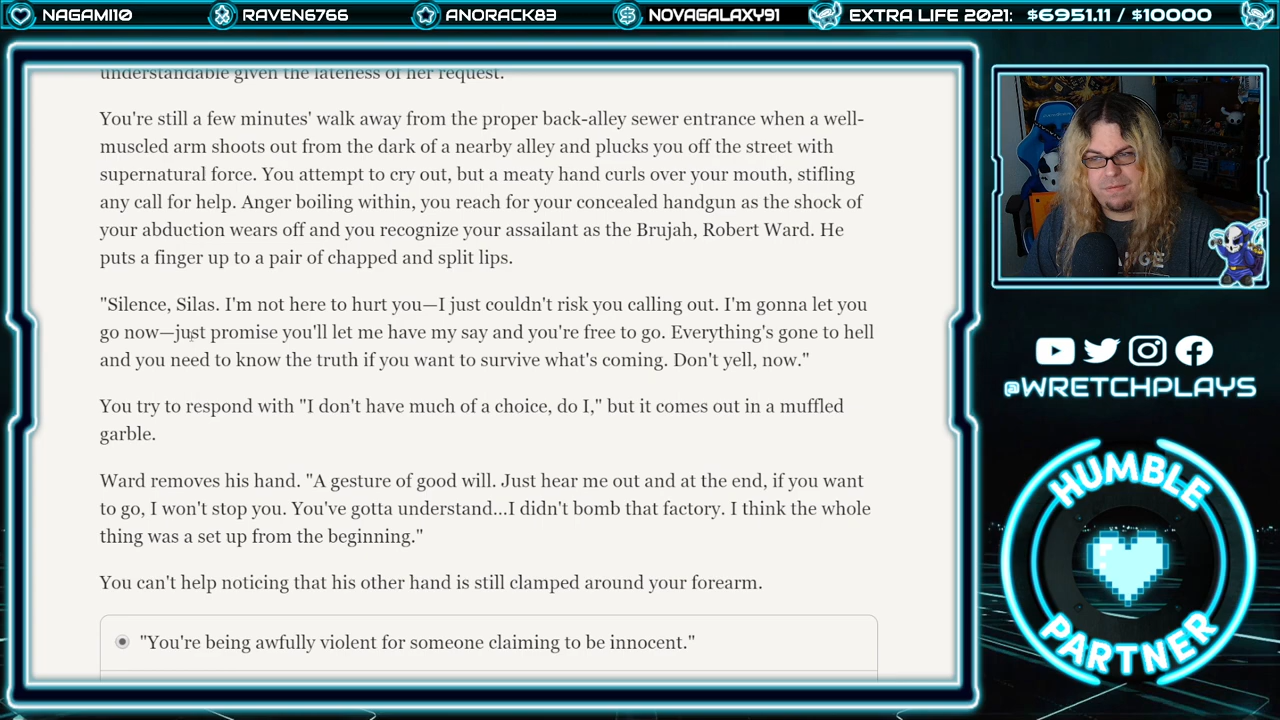 NAGAMI10 RAVEN6766 ANORACK83 NOVAGALAXY91 EXTRA LIFE 2021: $6951.11 / $10000
understandable given the lateness of her request.
You're still a few minutes' walk away from the proper back-alley sewer entrance when a well-
muscled arm shoots out from the dark of a nearby alley and plucks you off the street with
supernatural force. You attempt to cry out, but a meaty hand curls over your mouth, stifling
any call for help. Anger boiling within, you reach for your concealed handgun as the shock of
your abduction wears off and you recognize your assailant as the Brujah, Robert Ward. He
puts a finger up to a pair of chapped and split lips.
"Silence, Silas. I'm not here to hurt you—I just couldn't risk you calling out. I'm gonna let you
go now—just promise you'll let me have my say and you're free to go. Everything's gone to hell
and you need to know the truth if you want to survive what's coming. Don't yell, now."
You try to respond with "I don't have much of a choice, do I," but it comes out in a muffled
garble.
Ward removes his hand. "A gesture of good will. Just hear me out and at the end, if you want
to go, I won't stop you. You've gotta understand...I didn't bomb that factory. I think the whole
thing was a set up from the beginning."
You can't help noticing that his other hand is still clamped around your forearm.
"You're being awfully violent for someone claiming to be innocent."
@WRETCHPLAYS
HUMBLE
PARTNER